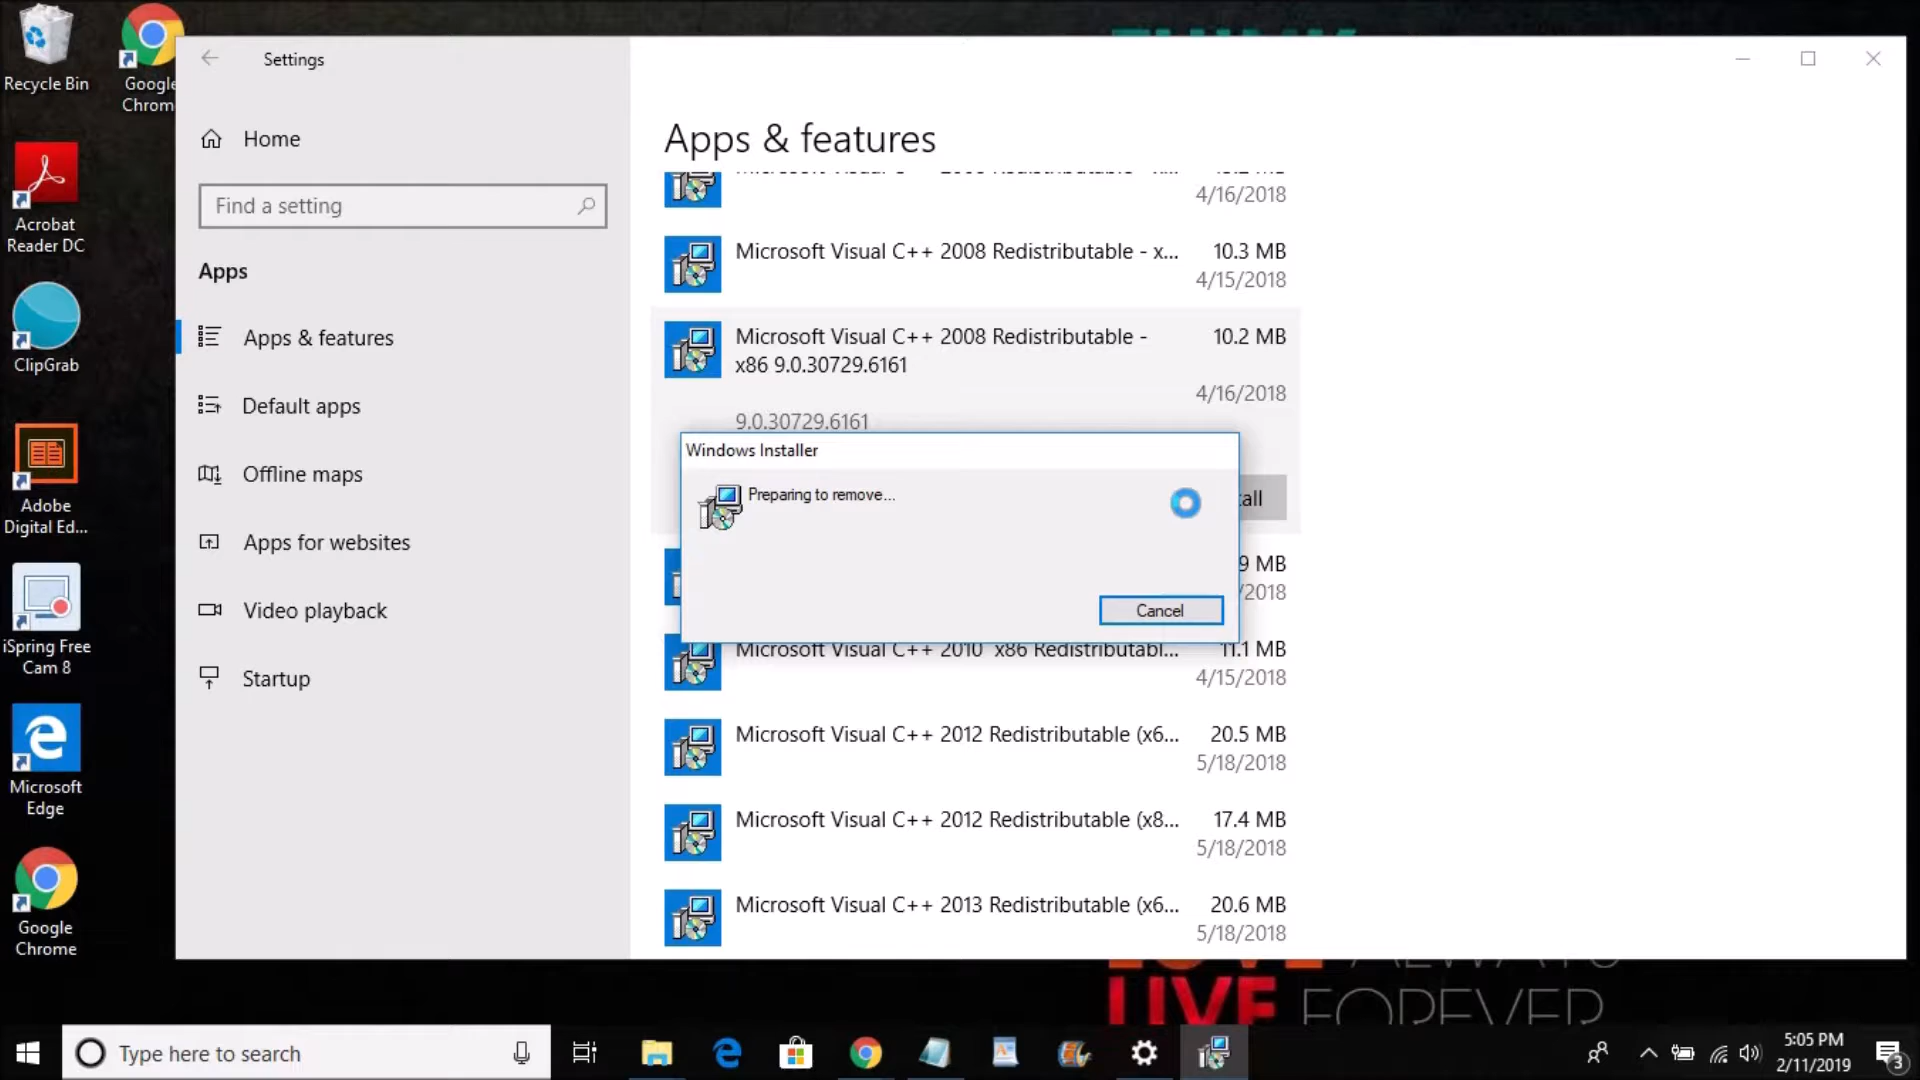 Recycle Bin
Google
Chrom
Acrobat
Reader DC
ClipGrab
Adobe
Digital Ed...
iSpring Free
Cam 8
Microsoft
Edge
Google
Chrome
Settings
Home
Find a setting
Apps
Apps & features
Default apps
Offline maps
Apps for websites
Video playback
Startup
Apps & features
4/16/2018
Microsoft Visual C++ 2008 Redistributable - x... 10.3 MB
4/15/2018
Microsoft Visual C++ 2008 Redistributable - 10.2 MB
x86 9.0.30729.6161
4/16/2018
9.0.30729.6161
Windows Installer
Preparing to remove...
Cancel
all
9 MB
/2018
Microsoft Visual C++ 2010 x86 Redistributabl... 11.1 MB
4/15/2018
Microsoft Visual C++ 2012 Redistributable (x6... 20.5 MB
5/18/2018
Microsoft Visual C++ 2012 Redistributable (x8... 17.4 MB
5/18/2018
Microsoft Visual C++ 2013 Redistributable (x6... 20.6 MB
5/18/2018
LIVE FOREVER
Type here to search
5:05 PM
2/11/2019
3